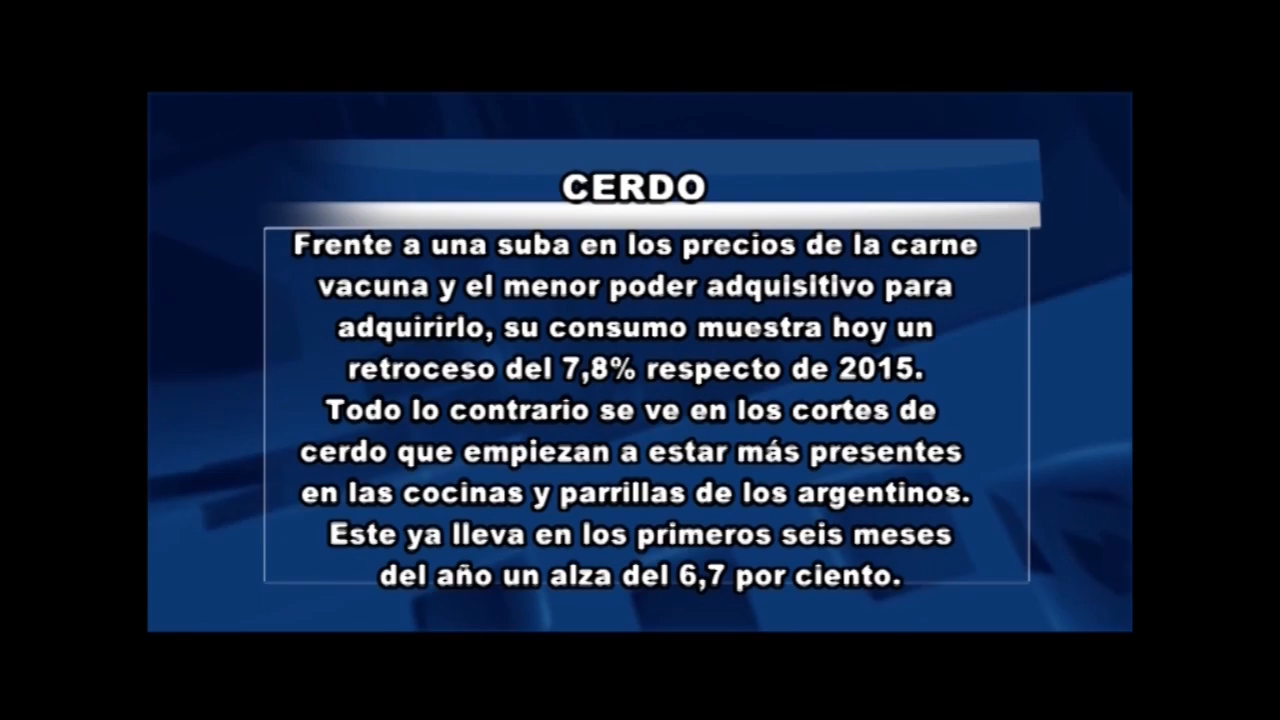 CERDO
Frente a una suba en los precios de la carne
vacuna y el menor poder adquisitivo para
adquirirlo, su consumo muestra hoy un
retroceso del 7,8% respecto de 2015.
Todo lo contrario se ve en los cortes de
cerdo que empiezan a estar más presentes
en las cocinas y parrillas de los argentinos.
Este ya lleva en los primeros seis meses
del año un alza del 6,7 por ciento.